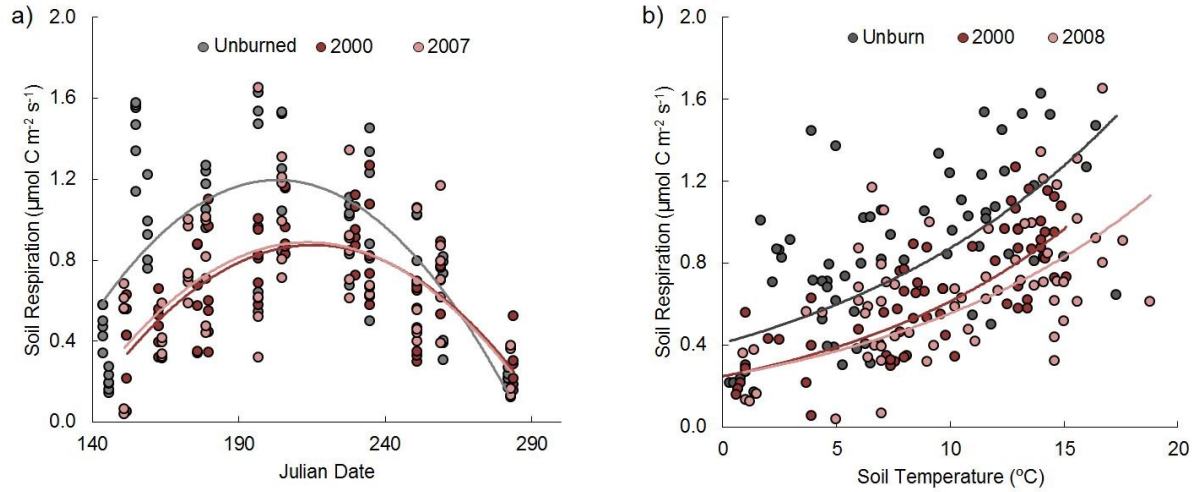 a)
Unburned 2000 2007
Soil Respiration (µmol C m-2 s-1)
2.0
1.6
1.2
0.8
0.4
0.0
140 190 240 290
Julian Date
b)
Unburn 2000 2008
Soil Respiration (µmol C m-2 s-1)
2.0
1.6
1.2
0.8
0.4
0.0
0 5 10 15 20
Soil Temperature (ºC)